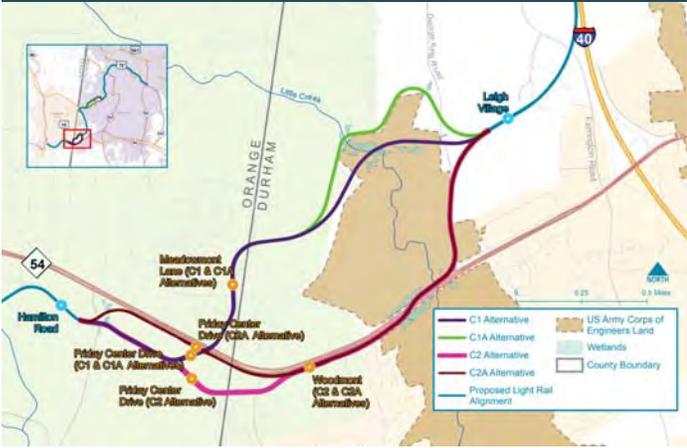 40
Leigh
Village
Little Creek
Farrington Road
ORANGE
DURHAM
Meadowmont
Lane (C1 & C1A
Alternatives)
54
Hamilton
Road
Friday Center
Drive (C2A Alternative)
Friday Center Drive
(C1 & C1A Alternatives)
Friday Center
Drive (C2 Alternative)
Woodmont
(C2 & C2A
Alternatives)
NORTH
0
0.25
0.5 Miles
C1 Alternative
C1A Alternative
C2 Alternative
C2A Alternative
Proposed Light Rail
Alignment
US Army Corps of
Engineers Land
Wetlands
County Boundary